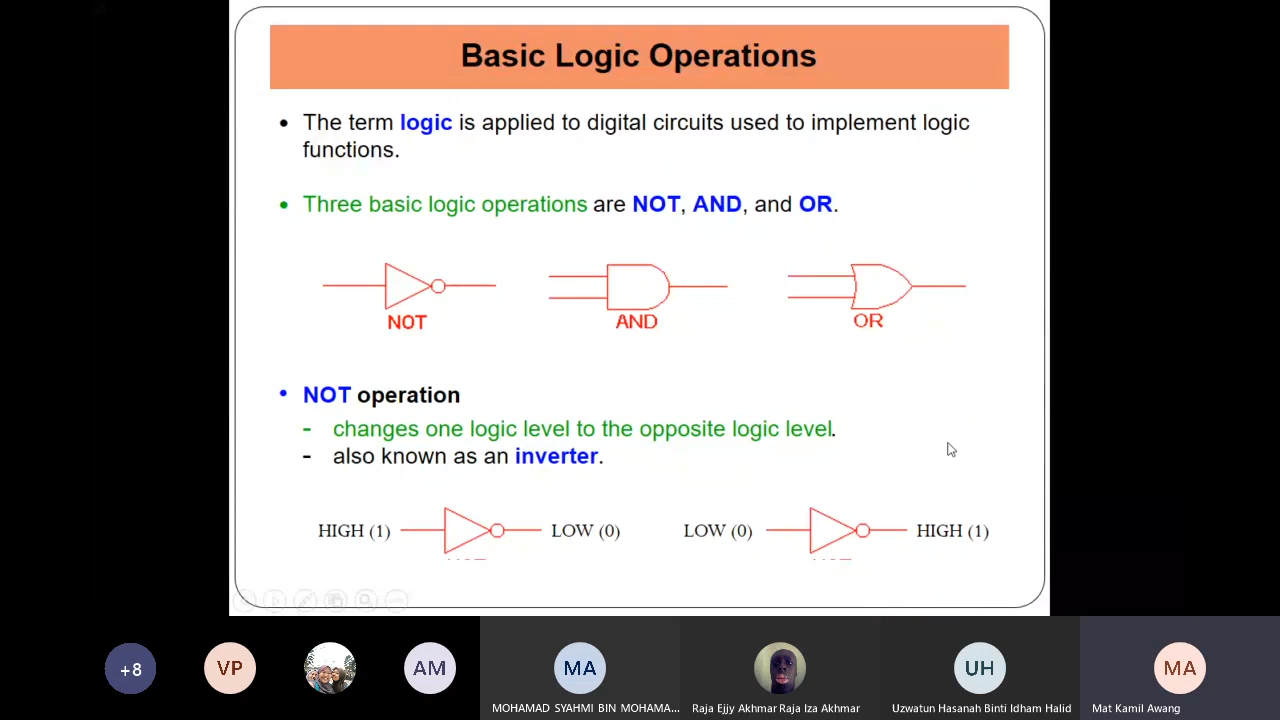 Basic Logic Operations
• The term logic is applied to digital circuits used to implement logic
functions.
• Three basic logic operations are NOT, AND, and OR.
NOT
AND
OR
• NOT operation
- changes one logic level to the opposite logic level.
- also known as an inverter.
HIGH (1)
LOW (0)
LOW (0)
HIGH (1)
+8
VP
AM
MA
UH
MA
MOHAMAD SYAHMI BIN MOHAMA...
Raja Ejjy Akhmar Raja Iza Akhmar
Uzwatun Hasanah Binti Idham Halid
Mat Kamil Awang